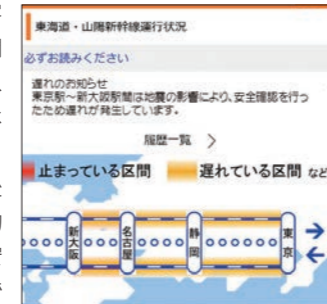 東海道・山陽新幹線運行状況
必ずお読みください
遅れのお知らせ
東京駅～新大阪駅間は地震の影響により、安全確認を行っ
たため遅れが発生しています。
履歴一覧 ＞
止まっている区間 遅れている区間 など
新大阪 名古屋 静岡 東京